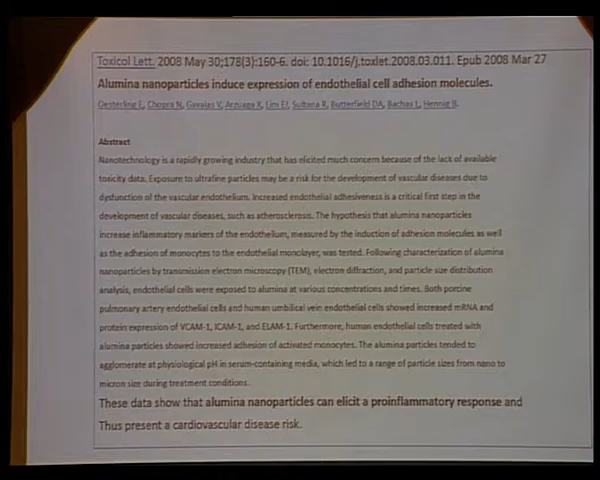 Toxicol Lett. 2008 May 30;178(3):160-6. doi: 10.1016/j.toxlet.2008.03.011. Epub 2008 Mar 27
Alumina nanoparticles induce expression of endothelial cell adhesion molecules.
Oesterling E, Chopra N, Gavalas V, Arzuaga X, Lim EJ, Sultana R, Butterfield DA, Bachas L, Hennig B.
Abstract
Nanotechnology is a rapidly growing industry that has elicited much concern because of the lack of available
toxicity data. Exposure to ultrafine particles may be a risk for the development of vascular diseases due to
dysfunction of the vascular endothelium. Increased endothelial adhesiveness is a critical first step in the
development of vascular diseases, such as atherosclerosis. The hypothesis that alumina nanoparticles
increase inflammatory markers of the endothelium, measured by the induction of adhesion molecules as well
as the adhesion of monocytes to the endothelial monolayer, was tested. Following characterization of alumina
nanoparticles by transmission electron microscopy (TEM), electron diffraction, and particle size distribution
analysis, endothelial cells were exposed to alumina at various concentrations and times. Both porcine
pulmonary artery endothelial cells and human umbilical vein endothelial cells showed increased mRNA and
protein expression of VCAM-1, ICAM-1, and ELAM-1. Furthermore, human endothelial cells treated with
alumina particles showed increased adhesion of activated monocytes. The alumina particles tended to
agglomerate at physiological pH in serum-containing media, which led to a range of particle sizes from nano to
micron size during treatment conditions.
These data show that alumina nanoparticles can elicit a proinflammatory response and
Thus present a cardiovascular disease risk.